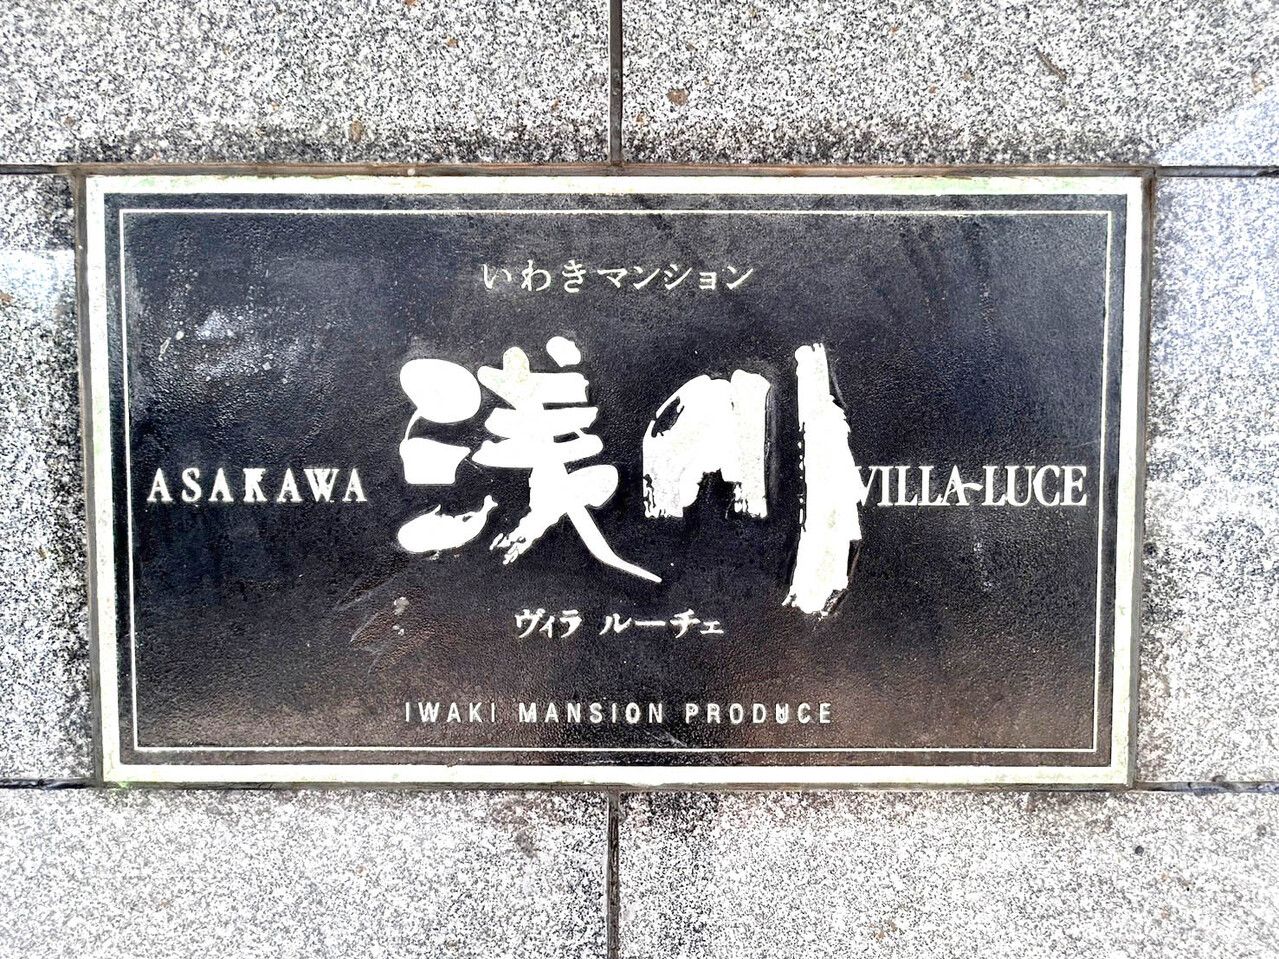 いわきマンション
ASAKAWA 浅川 VILLA-LUCE
ヴィラ ルーチェ
IWAKI MANSION PRODUCE